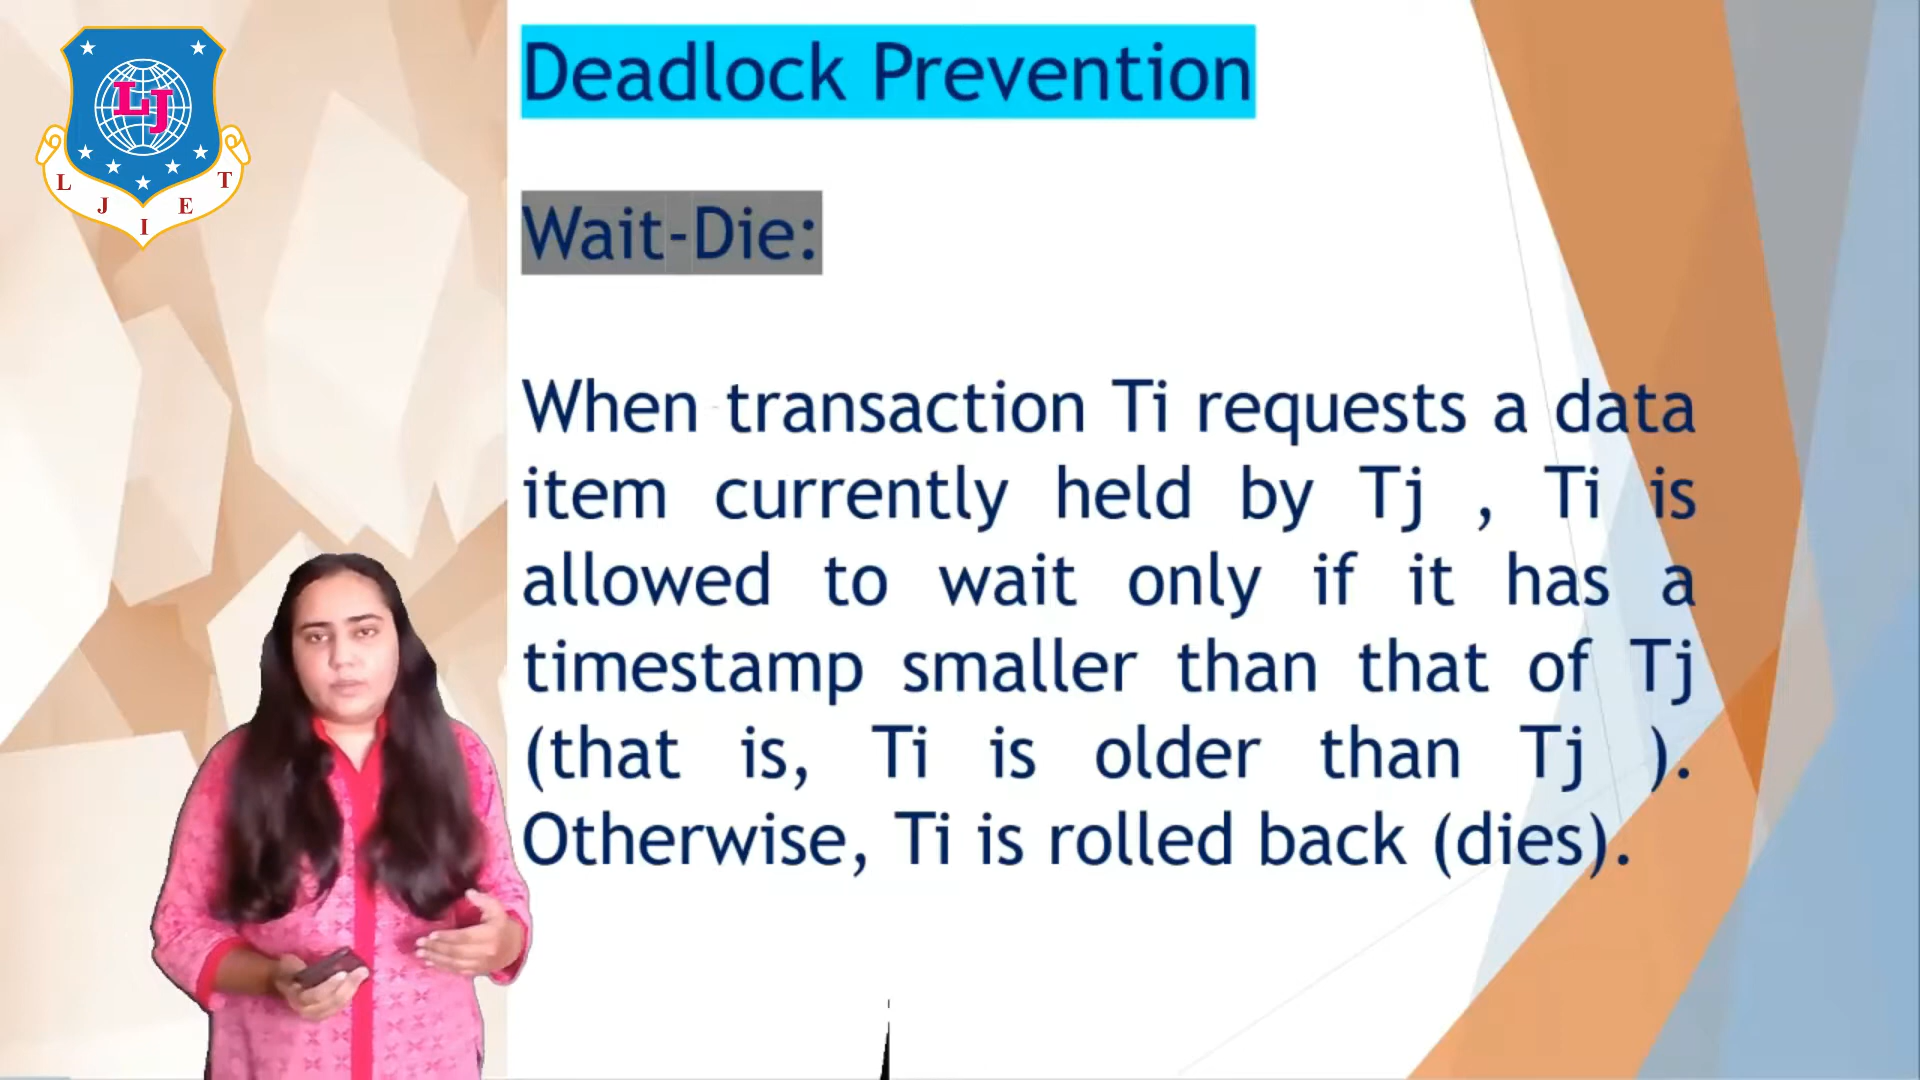 LJ
L J I E T
Deadlock Prevention
Wait-Die:
When transaction Ti requests a data
item currently held by Tj , Ti is
allowed to wait only if it has a
timestamp smaller than that of Tj
(that is, Ti is older than Tj ).
Otherwise, Ti is rolled back (dies).